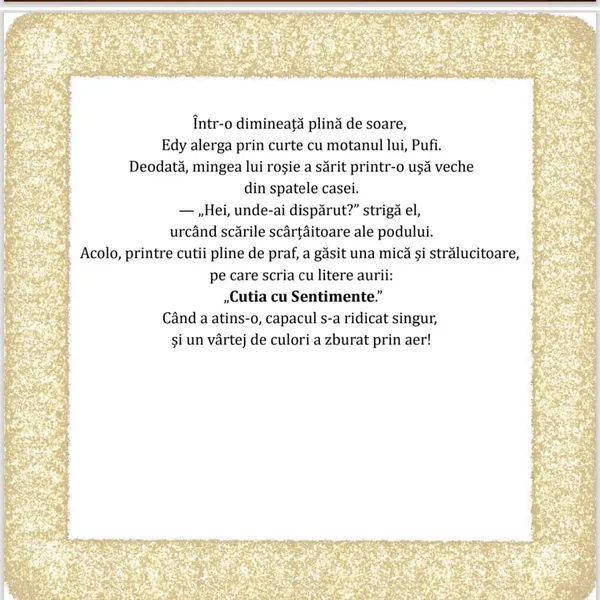 Într-o dimineață plină de soare,
Edy alerga prin curte cu motanul lui, Pufi.
Deodată, mingea lui roșie a sărit printr-o ușă veche
din spatele casei.
— „Hei, unde-ai dispărut?” strigă el,
urcând scările scârțâitoare ale podului.
Acolo, printre cutii pline de praf, a găsit una mică și strălucitoare,
pe care scria cu litere aurii:
„Cutia cu Sentimente.”
Când a atins-o, capacul s-a ridicat singur,
și un vârtej de culori a zburat prin aer!